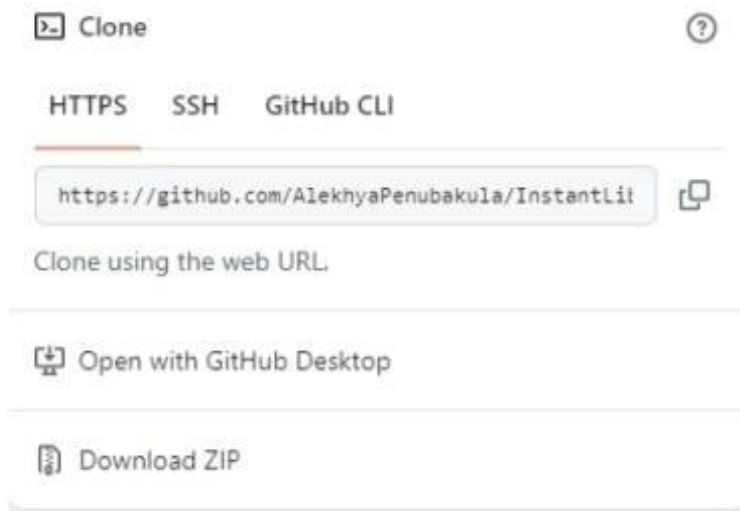 Clone
HTTPS SSH GitHub CLI
https://github.com/AlekhyaPenubakula/InstantLib
Clone using the web URL.
Open with GitHub Desktop
Download ZIP